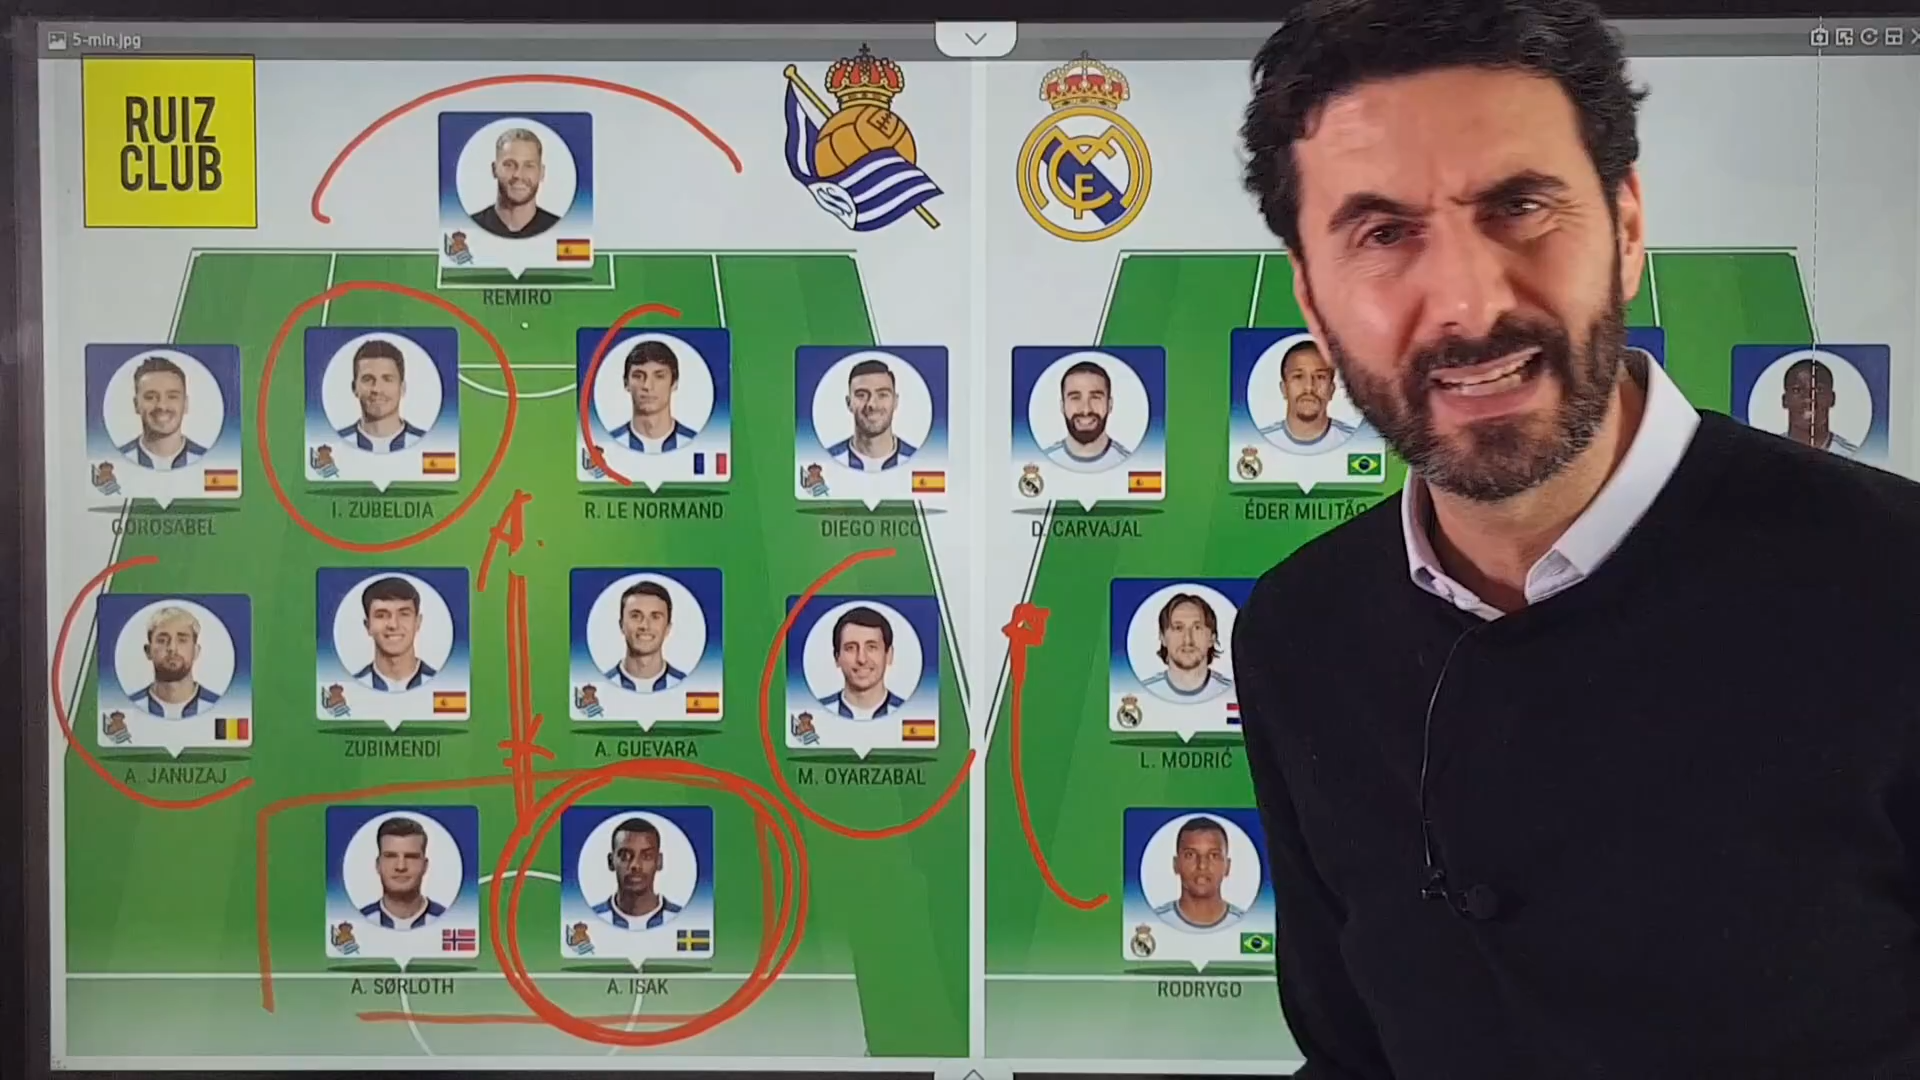 5-min.jpg
RUIZ
CLUB
REMIRO
GOROSABEL
I. ZUBELDIA
R. LE NORMAND
DIEGO RICO
D. CARVAJAL
ÉDER MILITÃO
A. JANUZAJ
ZUBIMENDI
A. GUEVARA
M. OYARZABAL
L. MODRIĆ
A. SØRLOTH
A. ISAK
RODRYGO